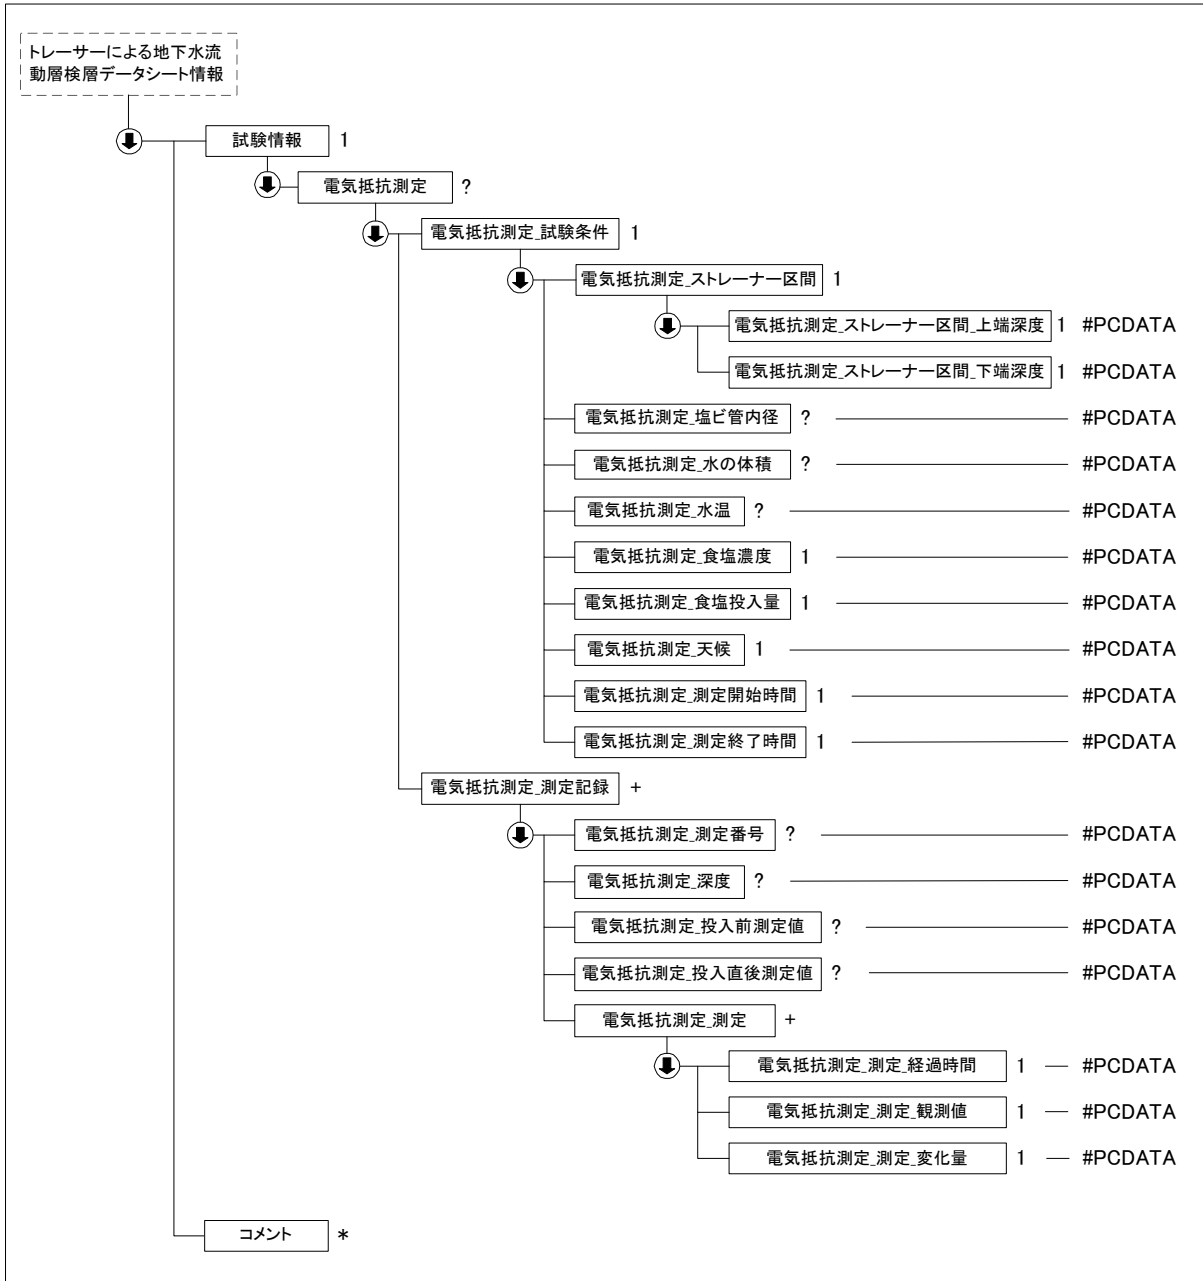 トレーサーによる地下水流
動層検層データシート情報
試験情報 1
電気抵抗測定 ?
電気抵抗測定_試験条件 1
電気抵抗測定_ストレーナー区間 1
電気抵抗測定_ストレーナー区間_上端深度 1 #PCDATA
電気抵抗測定_ストレーナー区間_下端深度 1 #PCDATA
電気抵抗測定_塩ビ管内径 ? #PCDATA
電気抵抗測定_水の体積 ? #PCDATA
電気抵抗測定_水温 ? #PCDATA
電気抵抗測定_食塩濃度 1 #PCDATA
電気抵抗測定_食塩投入量 1 #PCDATA
電気抵抗測定_天候 1 #PCDATA
電気抵抗測定_測定開始時間 1 #PCDATA
電気抵抗測定_測定終了時間 1 #PCDATA
電気抵抗測定_測定記録 +
電気抵抗測定_測定番号 ? #PCDATA
電気抵抗測定_深度 ? #PCDATA
電気抵抗測定_投入前測定値 ? #PCDATA
電気抵抗測定_投入直後測定値 ? #PCDATA
電気抵抗測定_測定 +
電気抵抗測定_測定_経過時間 1 #PCDATA
電気抵抗測定_測定_観測値 1 #PCDATA
電気抵抗測定_測定_変化量 1 #PCDATA
コメント *